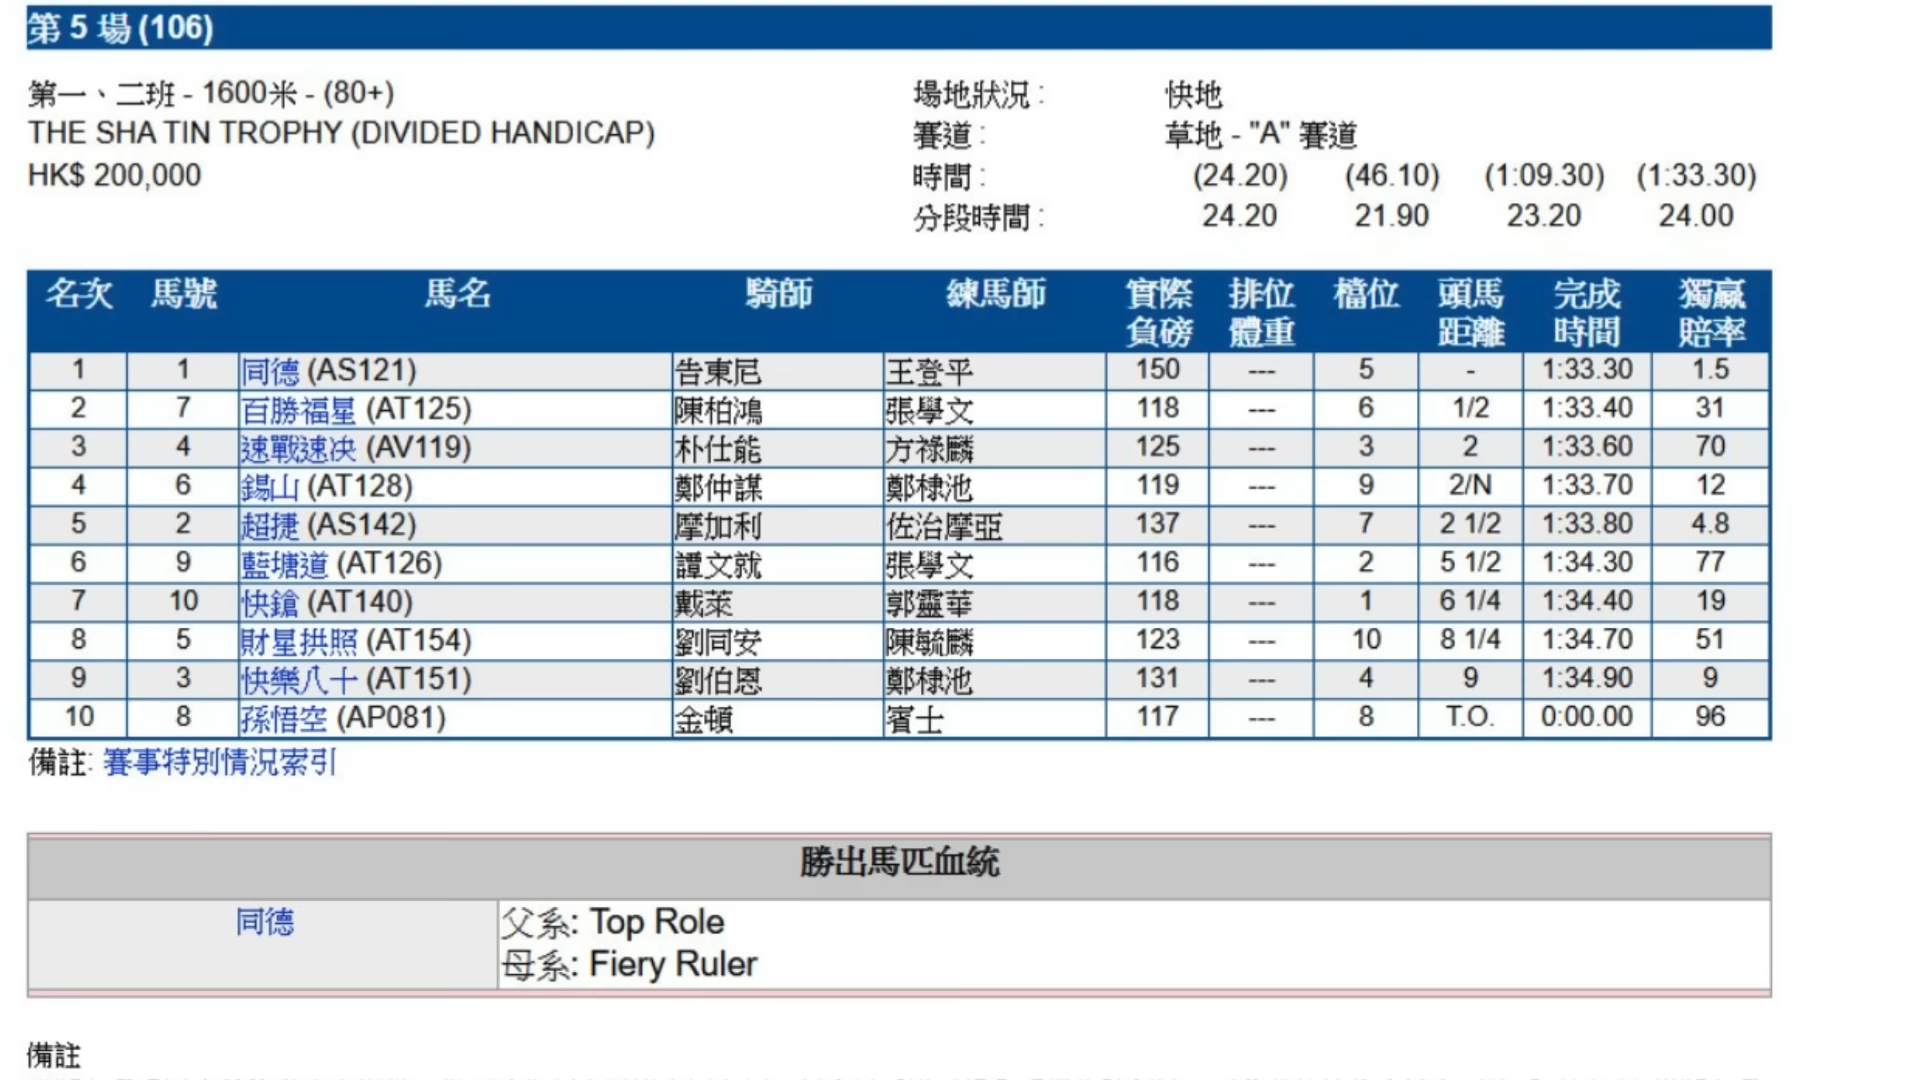 第 5 場 (106)
第一、二班 - 1600米 - (80+)
場地狀況 : 快地
THE SHA TIN TROPHY (DIVIDED HANDICAP)
賽道 : 草地 - "A" 賽道
HK$ 200,000
時間 : (24.20) (46.10) (1:09.30) (1:33.30)
分段時間 : 24.20 21.90 23.20 24.00
名次 馬號 馬名 騎師 練馬師 實際負磅 排位體重 檔位 頭馬距離 完成時間 獨贏賠率
1 1 同德 (AS121) 告東尼 王登平 150 --- 5 - 1:33.30 1.5
2 7 百勝福星 (AT125) 陳柏鴻 張學文 118 --- 6 1/2 1:33.40 31
3 4 速戰速決 (AV119) 朴仕能 方祿麟 125 --- 3 2 1:33.60 70
4 6 錫山 (AT128) 鄭仲謀 鄭棣池 119 --- 9 2/N 1:33.70 12
5 2 超捷 (AS142) 摩加利 佐治摩亞 137 --- 7 2 1/2 1:33.80 4.8
6 9 藍塘道 (AT126) 譚文就 張學文 116 --- 2 5 1/2 1:34.30 77
7 10 快鎗 (AT140) 戴萊 郭靈華 118 --- 1 6 1/4 1:34.40 19
8 5 財星拱照 (AT154) 劉同安 陳毓麟 123 --- 10 8 1/4 1:34.70 51
9 3 快樂八十 (AT151) 劉伯恩 鄭棣池 131 --- 4 9 1:34.90 9
10 8 孫悟空 (AP081) 金頓 賓士 117 --- 8 T.O. 0:00.00 96
備註: 賽事特別情況索引
勝出馬匹血統
同德
父系: Top Role
母系: Fiery Ruler
備註